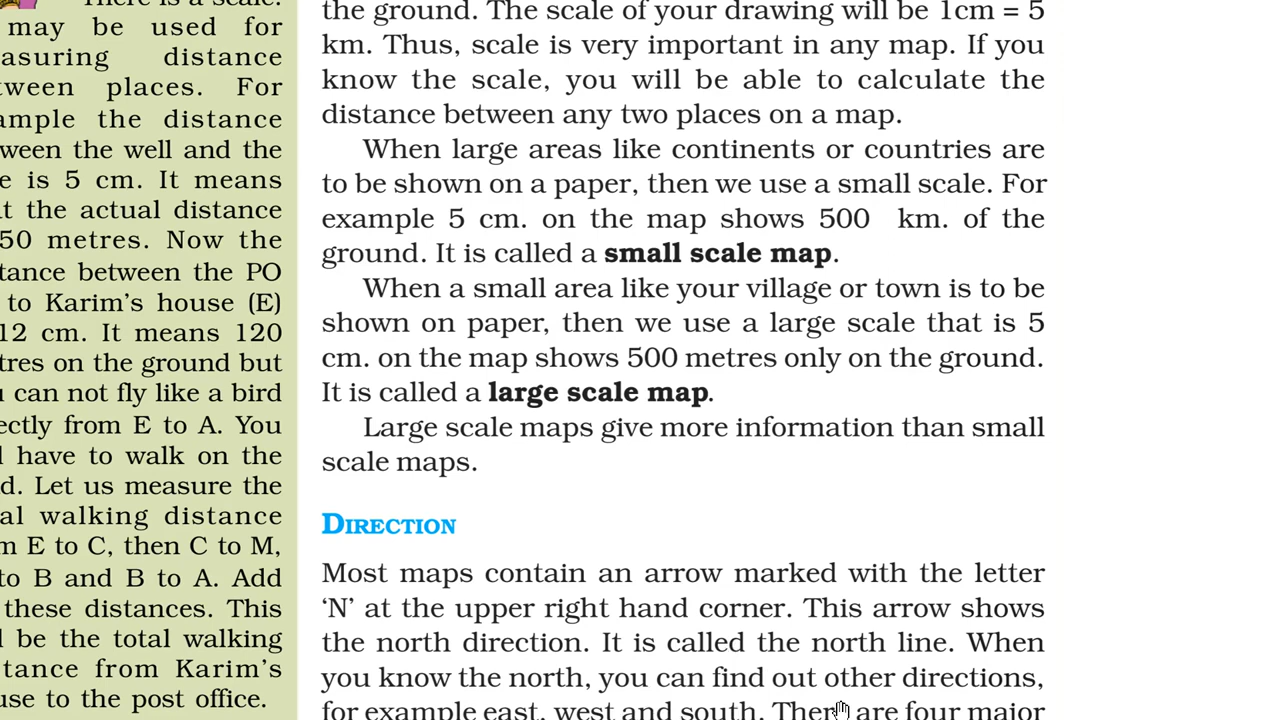 There is a scale.
may be used for
asuring distance
tween places. For
ample the distance
ween the well and the
e is 5 cm. It means
t the actual distance
50 metres. Now the
tance between the PO
to Karim's house (E)
12 cm. It means 120
tres on the ground but
u can not fly like a bird
ectly from E to A. You
l have to walk on the
d. Let us measure the
al walking distance
m E to C, then C to M,
to B and B to A. Add
these distances. This
l be the total walking
tance from Karim's
use to the post office.
the ground. The scale of your drawing will be 1cm = 5
km. Thus, scale is very important in any map. If you
know the scale, you will be able to calculate the
distance between any two places on a map.
When large areas like continents or countries are
to be shown on a paper, then we use a small scale. For
example 5 cm. on the map shows 500 km. of the
ground. It is called a small scale map.
When a small area like your village or town is to be
shown on paper, then we use a large scale that is 5
cm. on the map shows 500 metres only on the ground.
It is called a large scale map.
Large scale maps give more information than small
scale maps.
DIRECTION
Most maps contain an arrow marked with the letter
‘N’ at the upper right hand corner. This arrow shows
the north direction. It is called the north line. When
you know the north, you can find out other directions,
for example east, west and south. There are four major